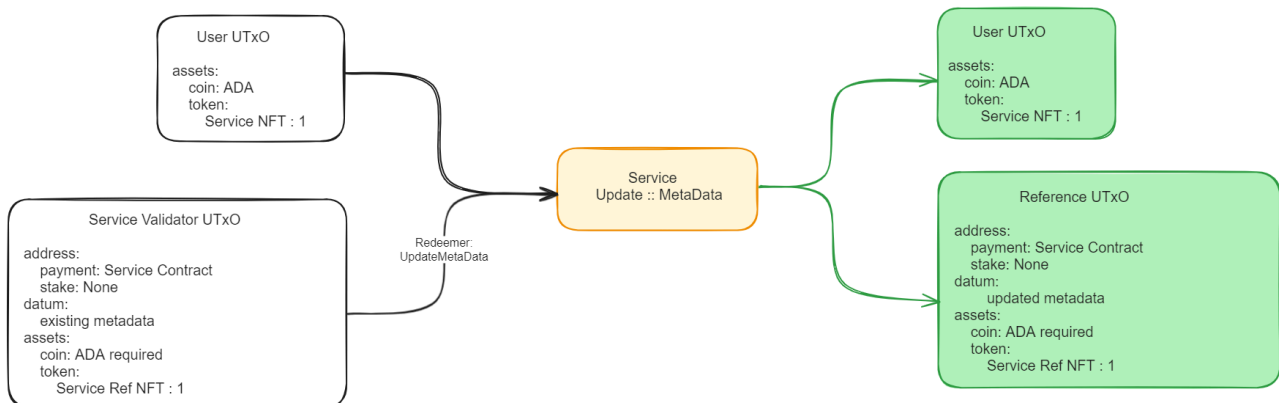 User UTxO
assets:
coin: ADA
token:
Service NFT : 1
Service Validator UTxO
address:
payment: Service Contract
stake: None
datum:
existing metadata
assets:
coin: ADA required
token:
Service Ref NFT : 1
Redeemer:
UpdateMetaData
Service
Update :: MetaData
User UTxO
assets:
coin: ADA
token:
Service NFT : 1
Reference UTxO
address:
payment: Service Contract
stake: None
datum:
updated metadata
assets:
coin: ADA required
token:
Service Ref NFT : 1